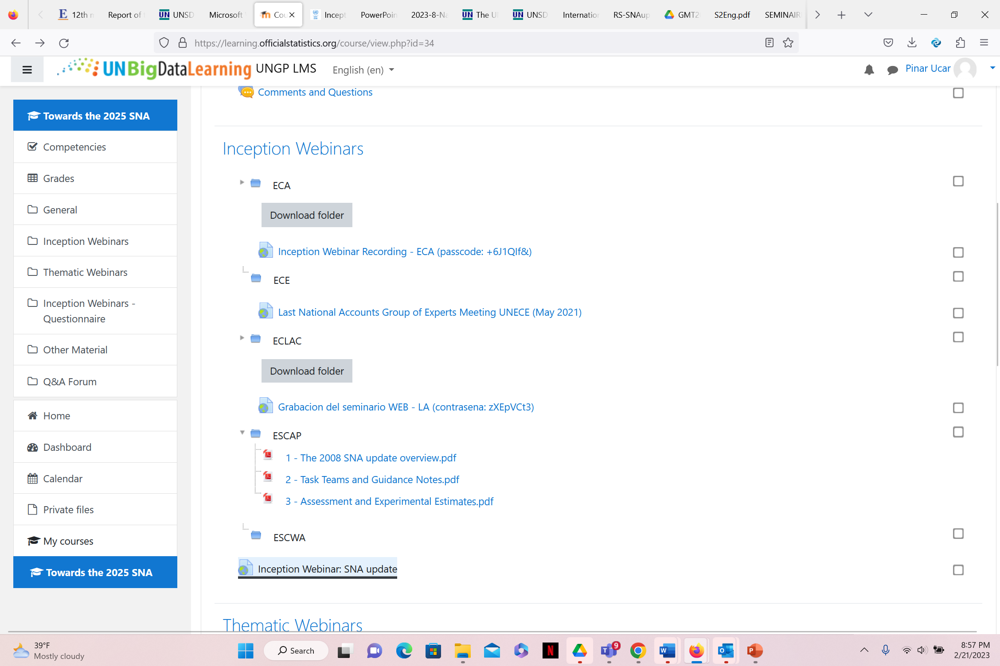 12th m
Report of
UNSD
Microsoft
Cou
Incept
PowerPoin
2023-8-Na
The U
UNSD
Internation
RS-SNAup
GMT2
S2Eng.pdf
SEMINAIR
https://learning.officialstatistics.org/course/view.php?id=34
UNBigDataLearning UNGP LMS
English (en)
Pinar Ucar
Towards the 2025 SNA
Competencies
Grades
General
Inception Webinars
Thematic Webinars
Inception Webinars -
Questionnaire
Other Material
Q&A Forum
Home
Dashboard
Calendar
Private files
My courses
Towards the 2025 SNA
Comments and Questions
Inception Webinars
ECA
Download folder
Inception Webinar Recording - ECA (passcode: +6J1QIf&)
ECE
Last National Accounts Group of Experts Meeting UNECE (May 2021)
ECLAC
Download folder
Grabacion del seminario WEB - LA (contrasena: zXEpVCt3)
ESCAP
1 - The 2008 SNA update overview.pdf
2 - Task Teams and Guidance Notes.pdf
3 - Assessment and Experimental Estimates.pdf
ESCWA
Inception Webinar: SNA update
Thematic Webinars
39°F
Mostly cloudy
Search
9
8:57 PM
2/21/2023